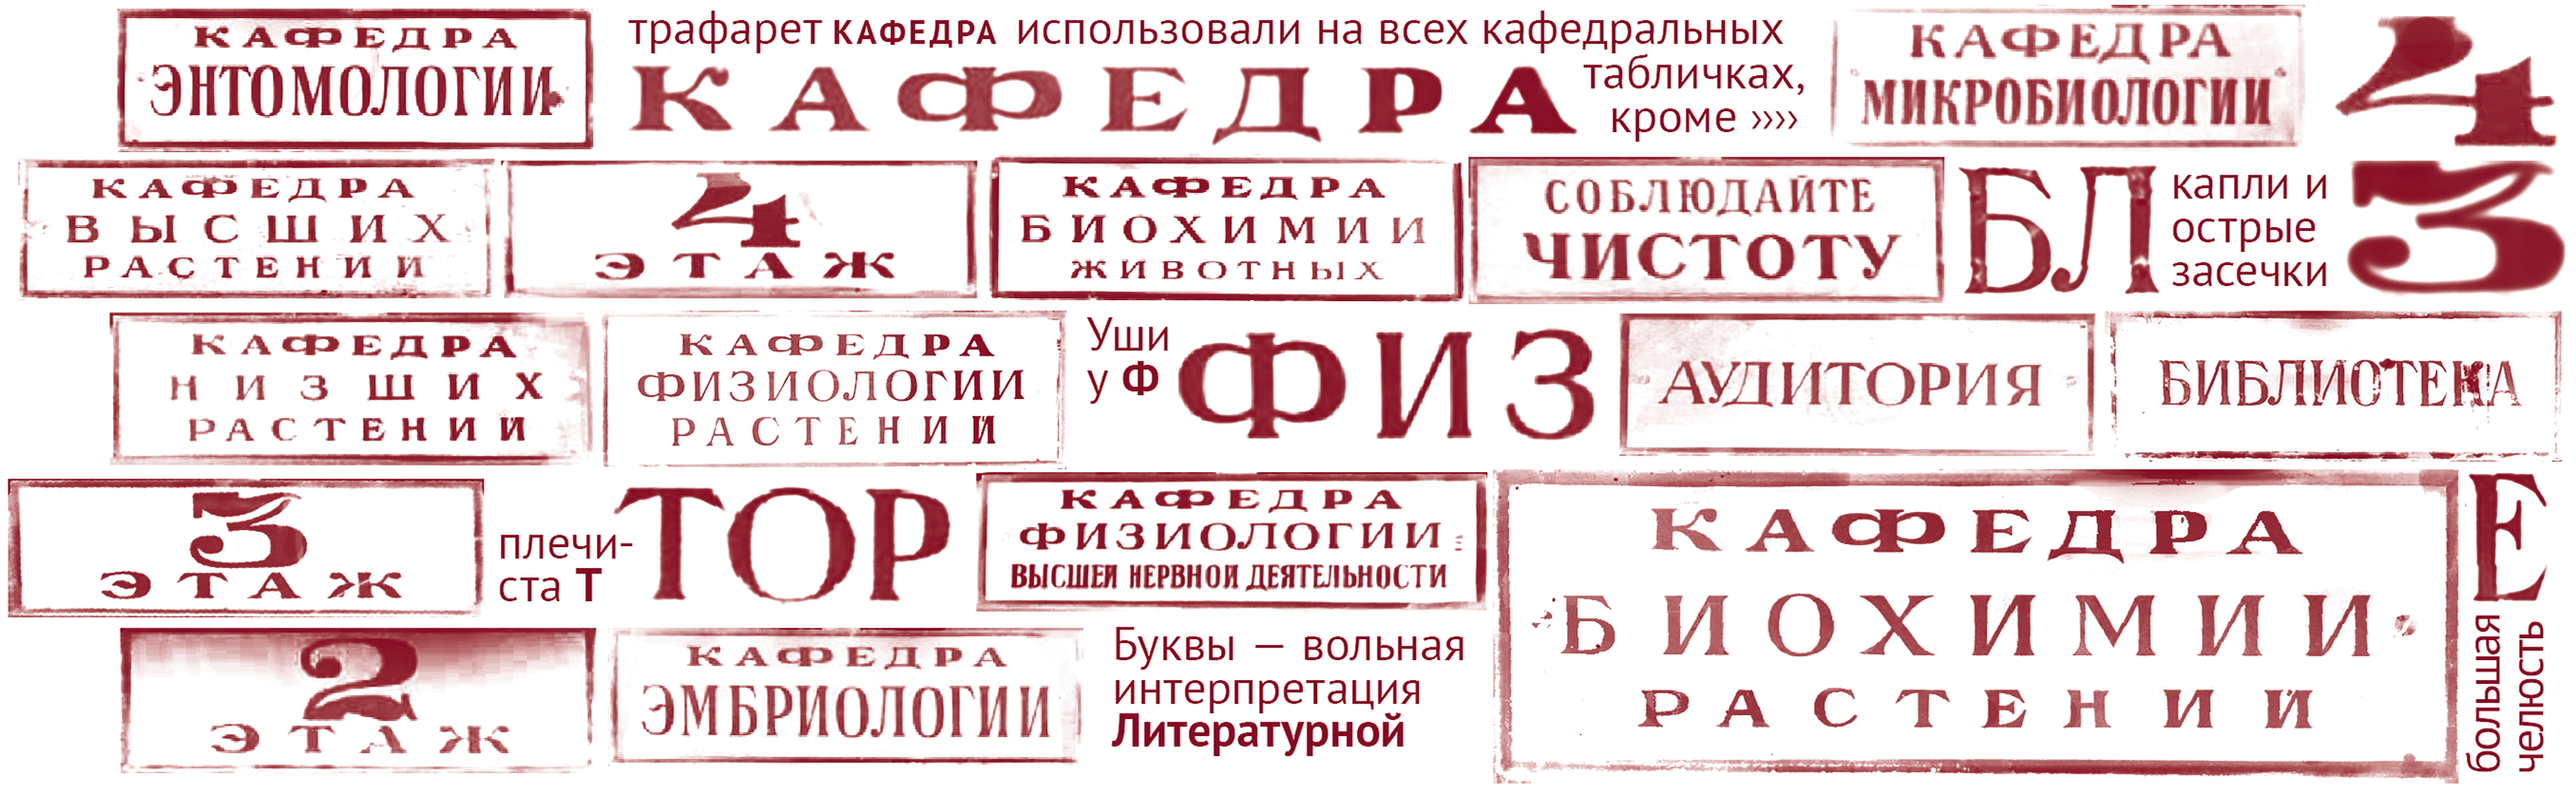 КАФЕДРА
ЭНТОМОЛОГИИ
трафарет КАФЕДРА использовали на всех кафедральных
табличках,
кроме ››››
КАФЕДРА
КАФЕДРА
МИКРОБИОЛОГИИ
4
КАФЕДРА
ВЫСШИХ
РАСТЕНИЙ
4
ЭТАЖ
КАФЕДРА
БИОХИМИИ
ЖИВОТНЫХ
СОБЛЮДАЙТЕ
ЧИСТОТУ
БЛ
капли и
острые
засечки
3
КАФЕДРА
НИЗШИХ
РАСТЕНИЙ
КАФЕДРА
ФИЗИОЛОГИИ
РАСТЕНИЙ
Уши
у Ф
ФИЗ
АУДИТОРИЯ
БИБЛИОТЕКА
3
ЭТАЖ
плечи-
ста Т
ТОР
КАФЕДРА
ФИЗИОЛОГИИ
ВЫСШЕЙ НЕРВНОЙ ДЕЯТЕЛЬНОСТИ
КАФЕДРА
БИОХИМИИ
РАСТЕНИЙ
Е
большая
челюсть
2
ЭТАЖ
КАФЕДРА
ЭМБРИОЛОГИИ
Буквы — вольная
интерпретация
Литературной